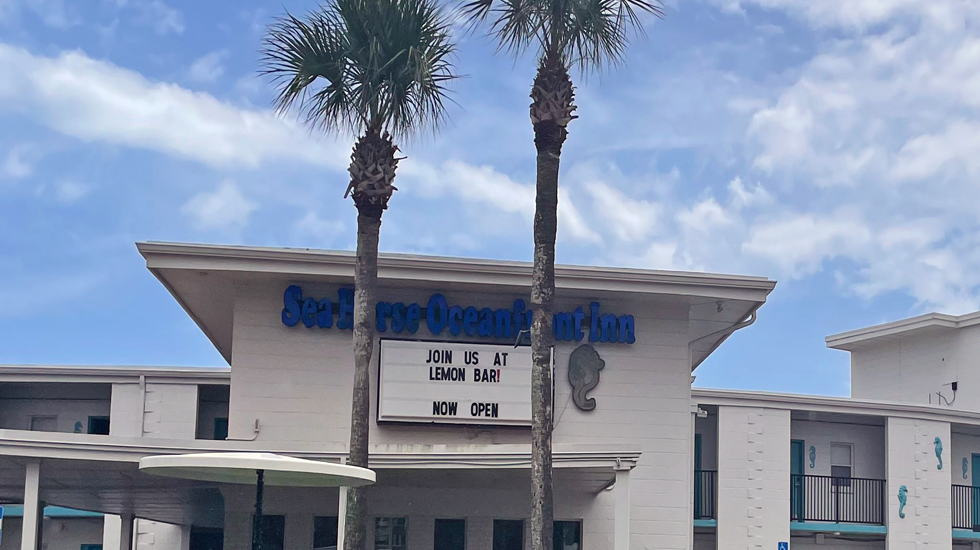 Sea Horse Oceanfront Inn
JOIN US AT
LEMON BAR!
NOW OPEN